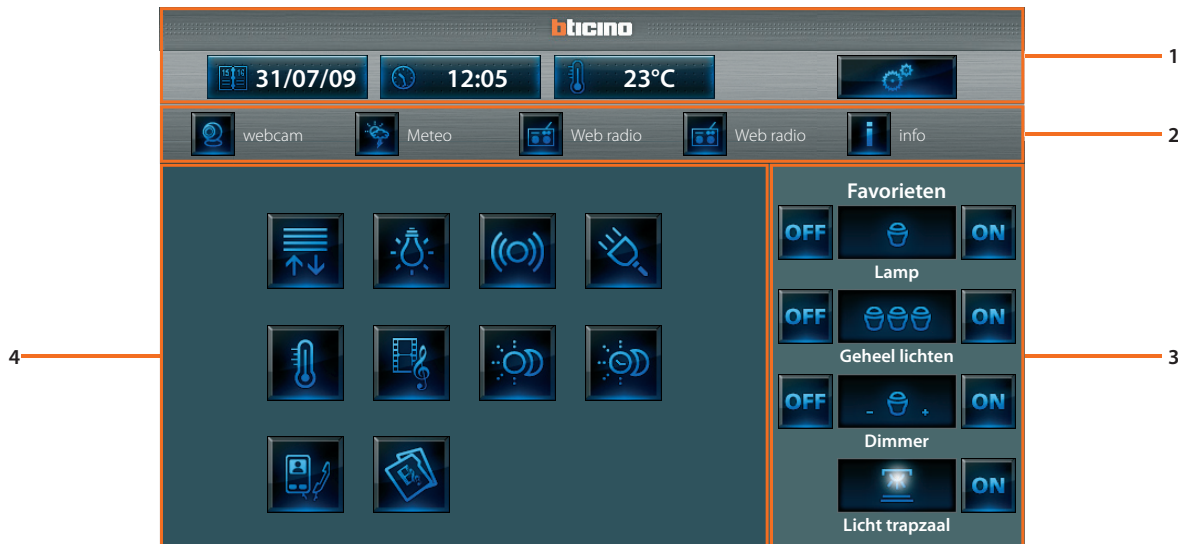 bticino
31/07/09 12:05 23°C
1
webcam Meteo Web radio Web radio info
2
Favorieten
OFF ON
Lamp
OFF ON
Geheel lichten
4
3
OFF - + ON
Dimmer
ON
Licht trapzaal